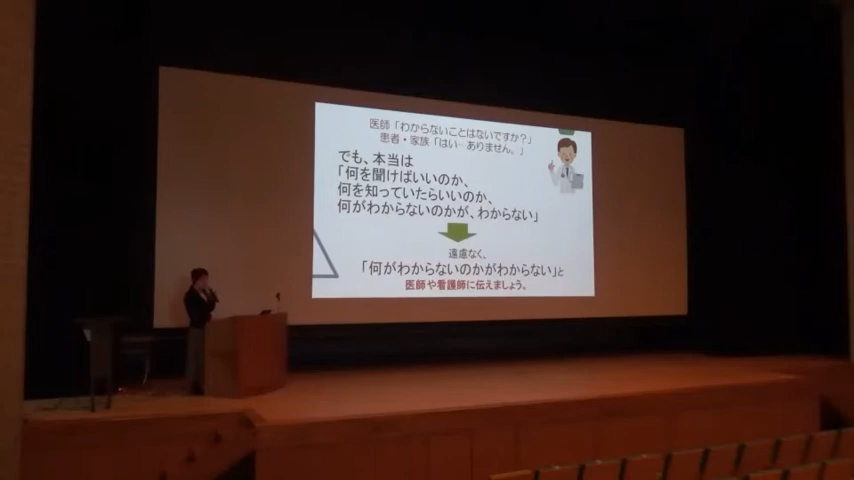 医師「わからないことはないですか？」
患者・家族「はい…ありません。」
でも、本当は
「何を聞けばいいのか、
何を知っていたらいいのか、
何がわからないのかが、わからない」
遠慮なく、
「何がわからないのかがわからない」と
医師や看護師に伝えましょう。